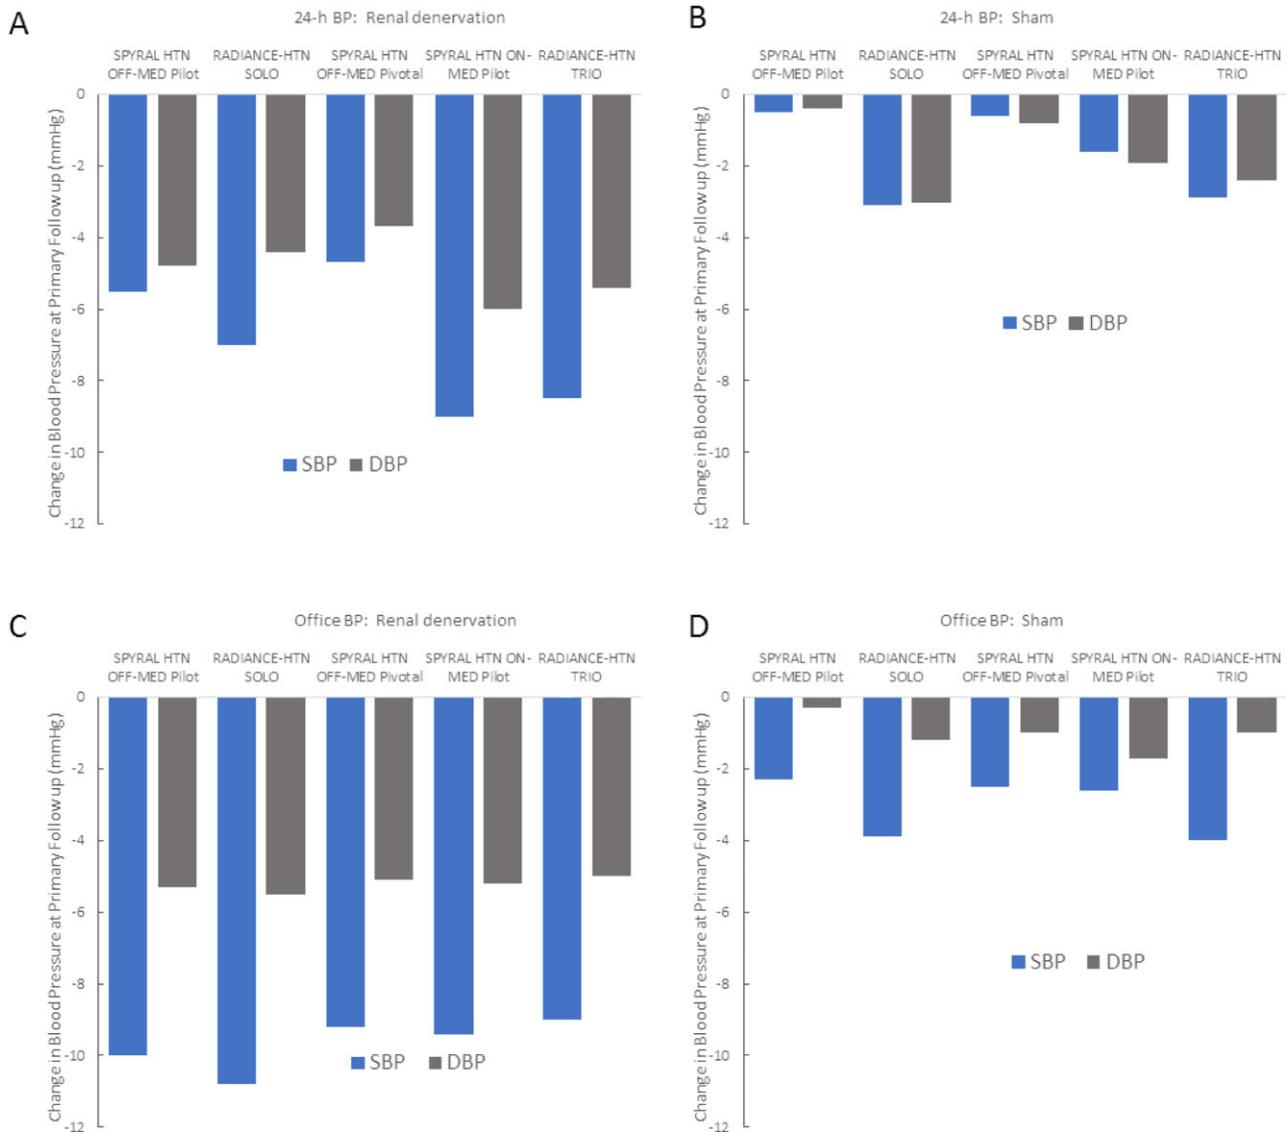 A
24-h BP: Renal denervation
SPYRAL HTN OFF-MED Pilot
RADIANCE-HTN SOLO
SPYRAL HTN OFF-MED Pivotal
SPYRAL HTN ON-MED Pilot
RADIANCE-HTN TRIO
Change in Blood Pressure at Primary Follow up (mmHg)
0
-2
-4
-6
-8
-10
-12
SBP DBP
B
24-h BP: Sham
SPYRAL HTN OFF-MED Pilot
RADIANCE-HTN SOLO
SPYRAL HTN OFF-MED Pivotal
SPYRAL HTN ON-MED Pilot
RADIANCE-HTN TRIO
Change in Blood Pressure at Primary Follow up (mmHg)
0
-2
-4
-6
-8
-10
-12
SBP DBP
C
Office BP: Renal denervation
SPYRAL HTN OFF-MED Pilot
RADIANCE-HTN SOLO
SPYRAL HTN OFF-MED Pivotal
SPYRAL HTN ON-MED Pilot
RADIANCE-HTN TRIO
Change in Blood Pressure at Primary Follow up (mmHg)
0
-2
-4
-6
-8
-10
-12
SBP DBP
D
Office BP: Sham
SPYRAL HTN OFF-MED Pilot
RADIANCE-HTN SOLO
SPYRAL HTN OFF-MED Pivotal
SPYRAL HTN ON-MED Pilot
RADIANCE-HTN TRIO
Change in Blood Pressure at Primary Follow up (mmHg)
0
-2
-4
-6
-8
-10
-12
SBP DBP